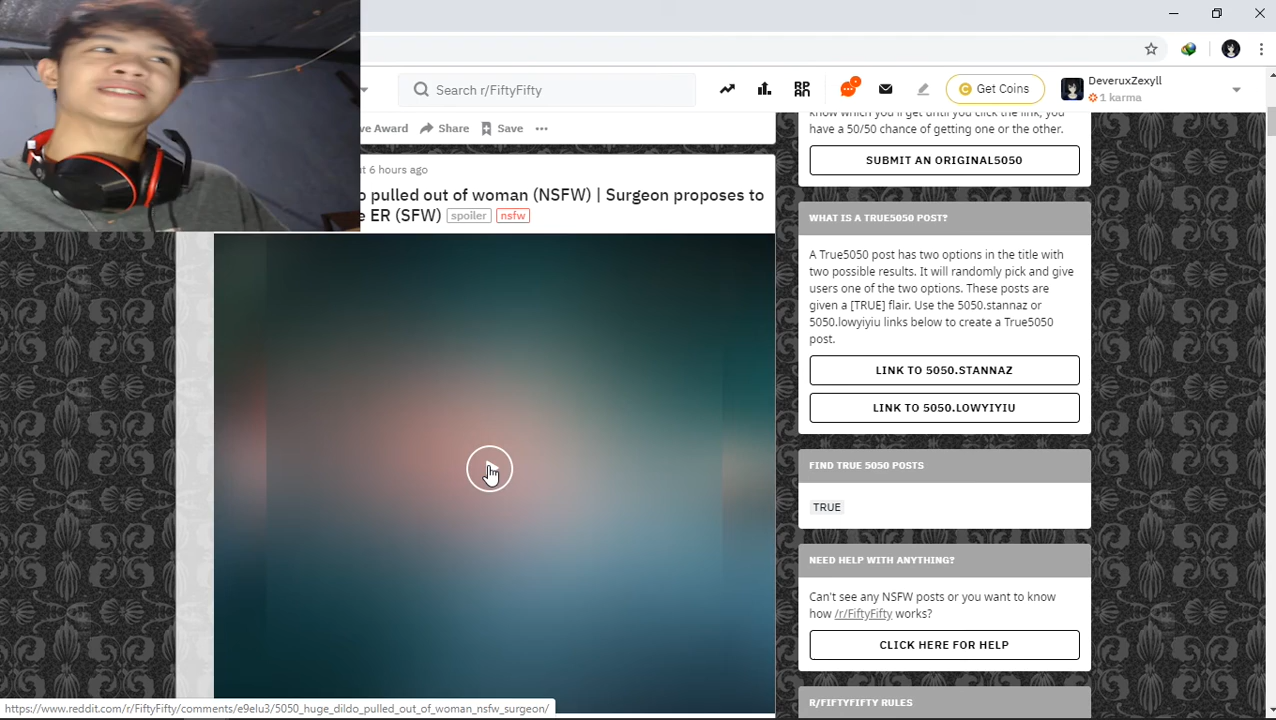 Search r/FiftyFifty
Get Coins
DeveruxZexyll
1 karma
ve Award Share Save
know which you'll get until you click the link, you
have a 50/50 chance of getting one or the other.
SUBMIT AN ORIGINAL5050
6 hours ago
pulled out of woman (NSFW) | Surgeon proposes to
ER (SFW) spoiler nsfw
WHAT IS A TRUE5050 POST?
A True5050 post has two options in the title with
two possible results. It will randomly pick and give
users one of the two options. These posts are
given a [TRUE] flair. Use the 5050.stannaz or
5050.lowyiyiu links below to create a True5050
post.
LINK TO 5050.STANNAZ
LINK TO 5050.LOWYIYIU
FIND TRUE 5050 POSTS
TRUE
NEED HELP WITH ANYTHING?
Can't see any NSFW posts or you want to know
how /r/FiftyFifty works?
CLICK HERE FOR HELP
R/FIFTYFIFTY RULES
https://www.reddit.com/r/FiftyFifty/comments/e9elu3/5050_huge_dildo_pulled_out_of_woman_nsfw_surgeon/